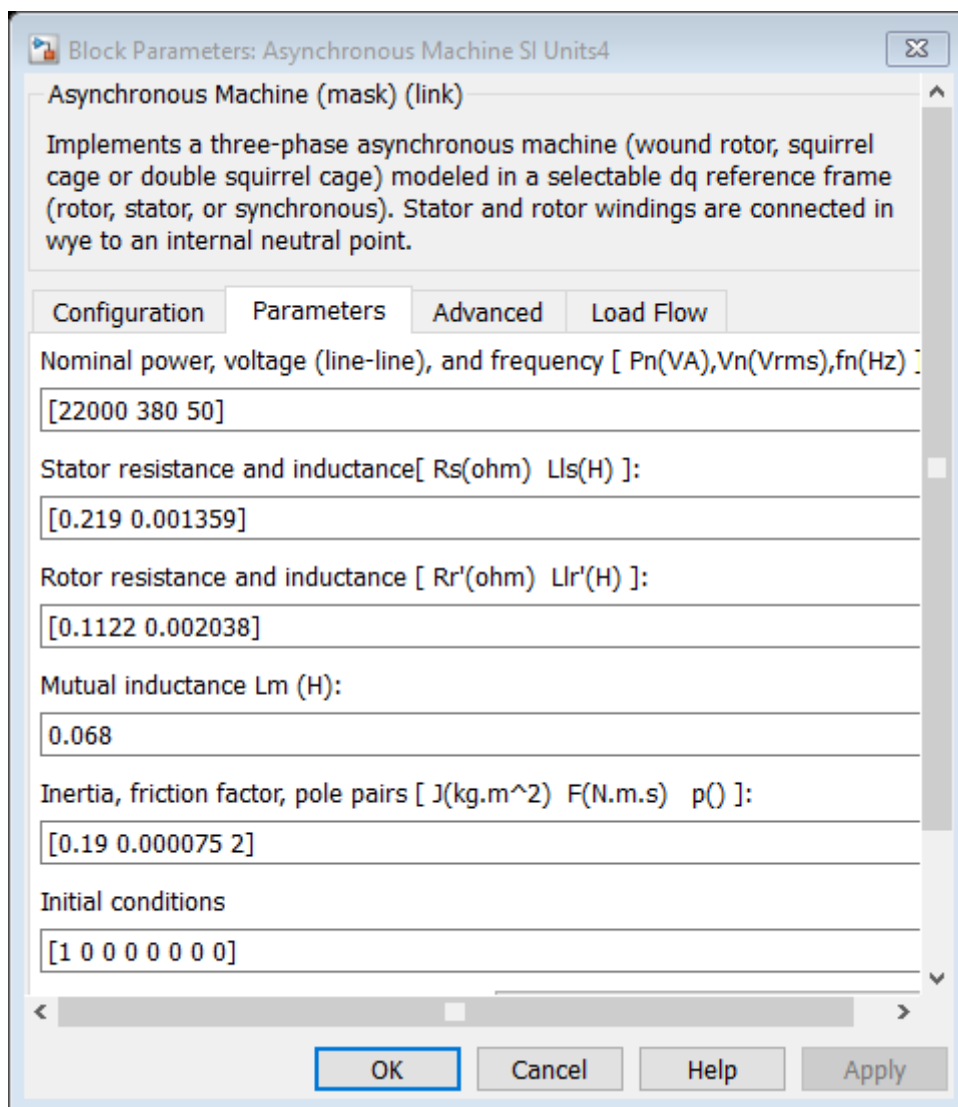 Block Parameters: Asynchronous Machine SI Units4
Asynchronous Machine (mask) (link)
Implements a three-phase asynchronous machine (wound rotor, squirrel
cage or double squirrel cage) modeled in a selectable dq reference frame
(rotor, stator, or synchronous). Stator and rotor windings are connected in
wye to an internal neutral point.
Configuration Parameters Advanced Load Flow
Nominal power, voltage (line-line), and frequency [ Pn(VA),Vn(Vrms),fn(Hz) ]
[22000 380 50]
Stator resistance and inductance[ Rs(ohm) Lls(H) ]:
[0.219 0.001359]
Rotor resistance and inductance [ Rr'(ohm) Llr'(H) ]:
[0.1122 0.002038]
Mutual inductance Lm (H):
0.068
Inertia, friction factor, pole pairs [ J(kg.m^2) F(N.m.s) p() ]:
[0.19 0.000075 2]
Initial conditions
[1 0 0 0 0 0 0 0]
OK Cancel Help Apply